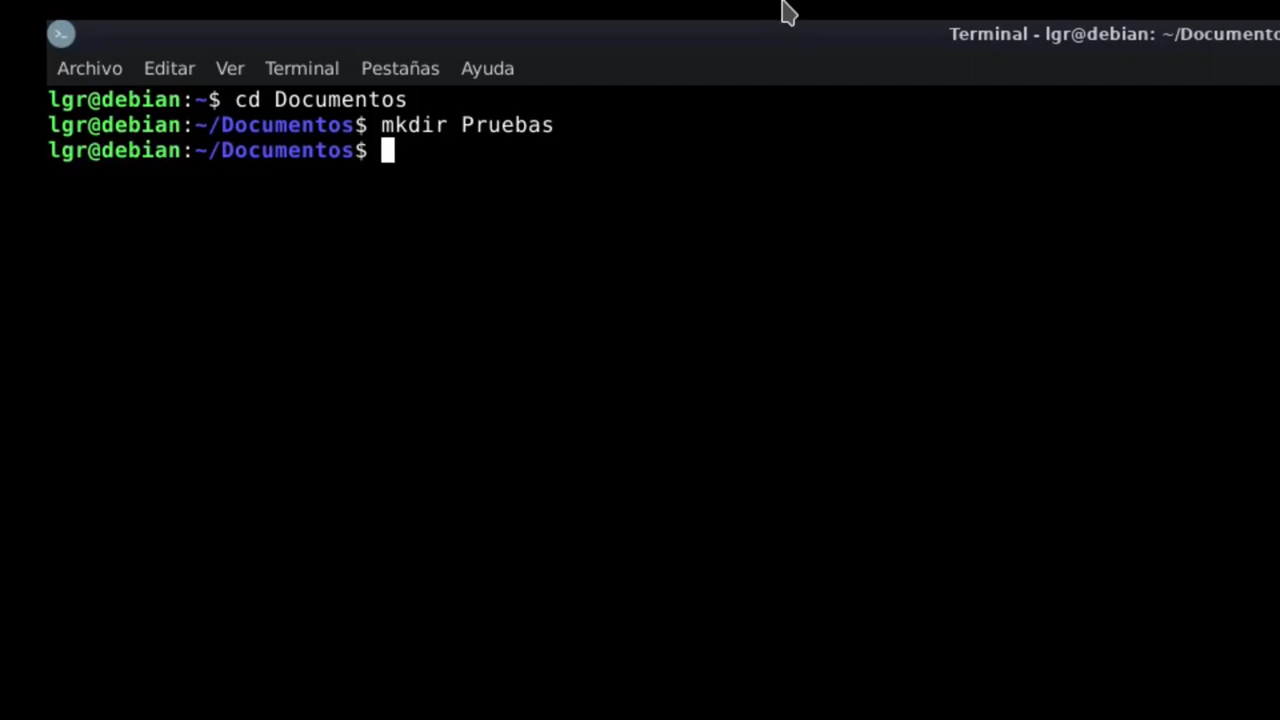 Terminal - lgr@debian: ~/Documento
Archivo Editar Ver Terminal Pestañas Ayuda
lgr@debian:~$ cd Documentos
lgr@debian:~/Documentos$ mkdir Pruebas
lgr@debian:~/Documentos$